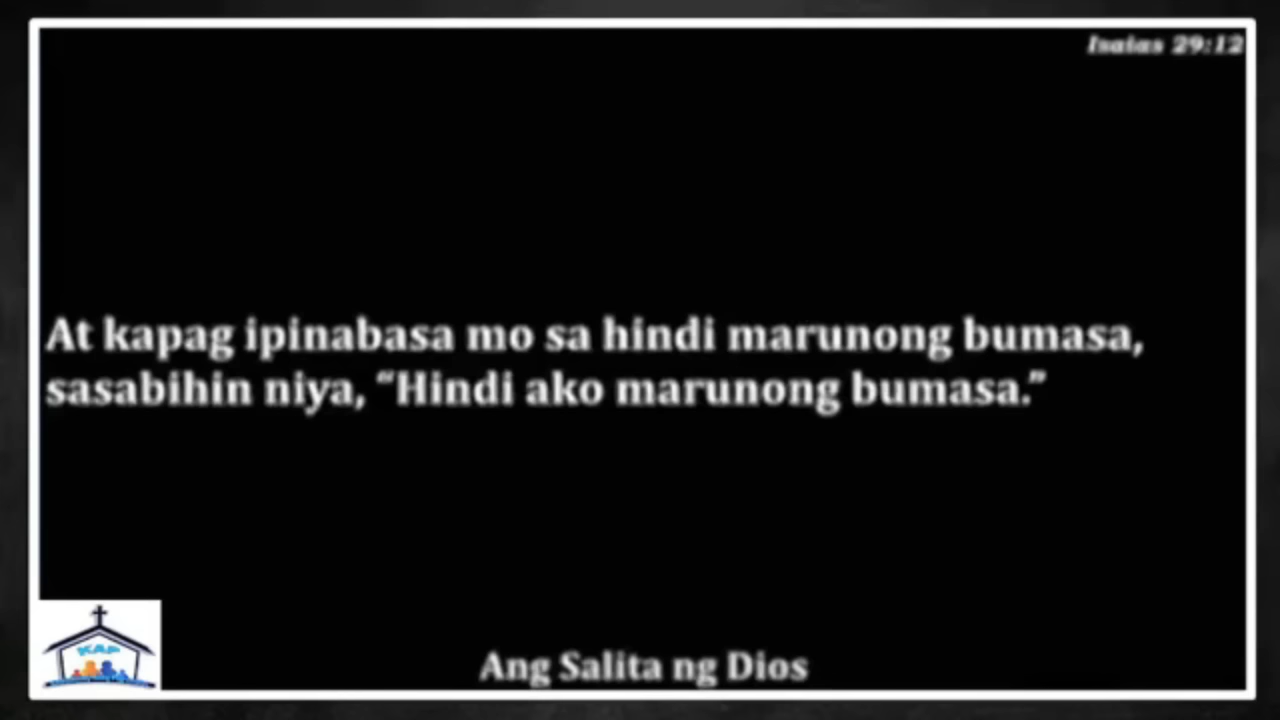 Isaias 29:12
At kapag ipinabasa mo sa hindi marunong bumasa,
sasabihin niya, “Hindi ako marunong bumasa.”
KAP
Ang Salita ng Dios